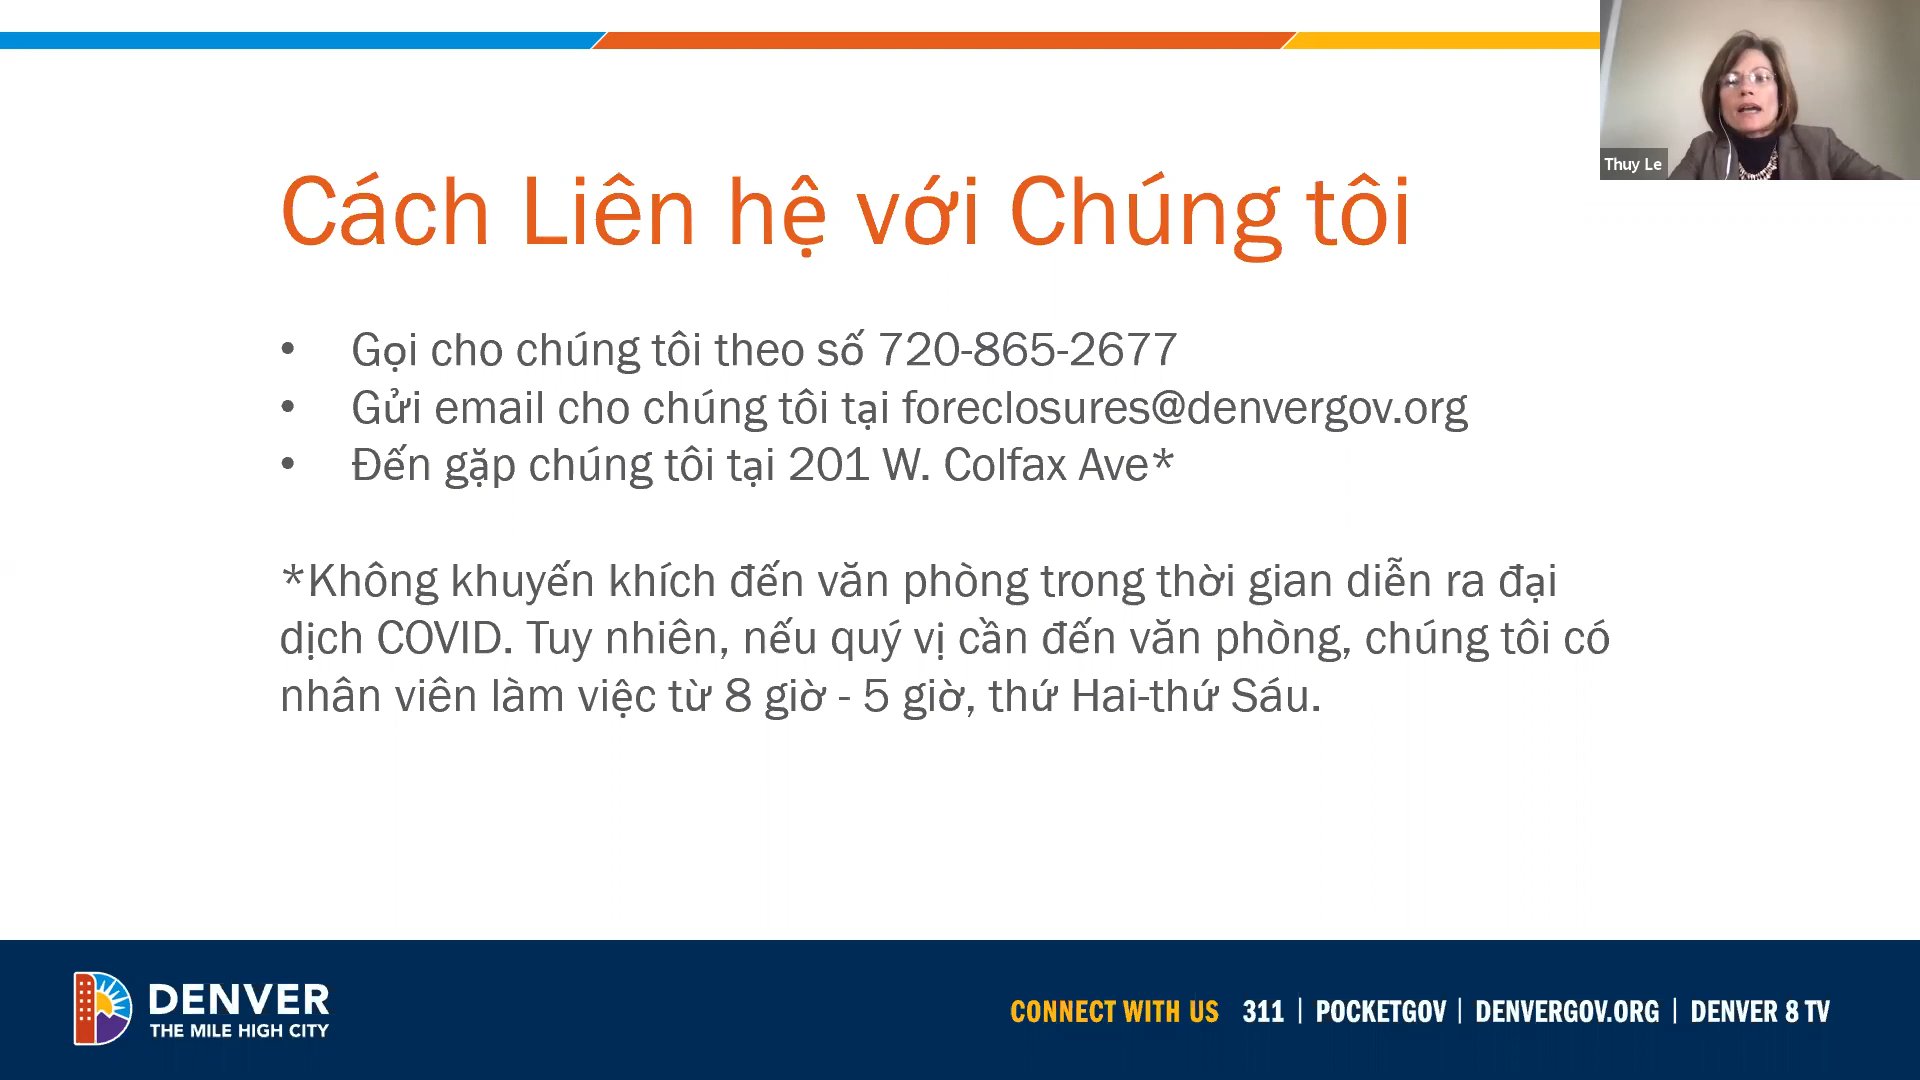 Thuy Le
Cách Liên hệ với Chúng tôi
• Gọi cho chúng tôi theo số 720-865-2677
• Gửi email cho chúng tôi tại foreclosures@denvergov.org
• Đến gặp chúng tôi tại 201 W. Colfax Ave*
*Không khuyến khích đến văn phòng trong thời gian diễn ra đại
dịch COVID. Tuy nhiên, nếu quý vị cần đến văn phòng, chúng tôi có
nhân viên làm việc từ 8 giờ - 5 giờ, thứ Hai-thứ Sáu.
DENVER
THE MILE HIGH CITY
CONNECT WITH US 311 | POCKETGOV | DENVERGOV.ORG | DENVER 8 TV